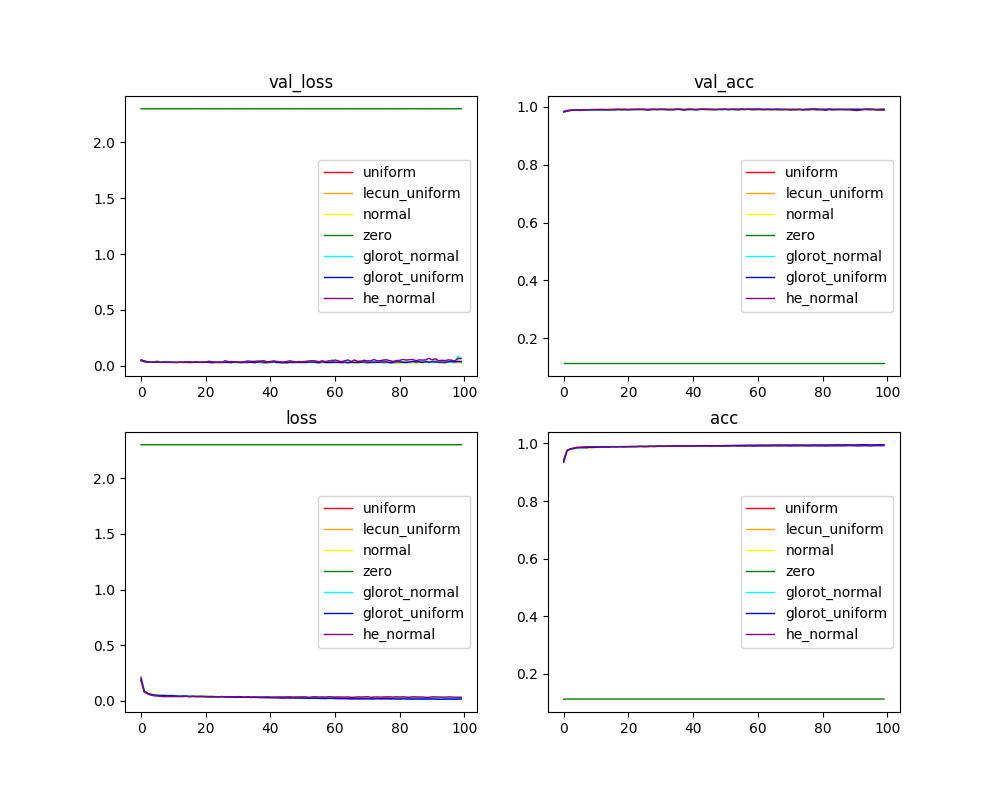 val_loss
2.0
1.5
1.0
0.5
0.0
0 20 40 60 80 100
uniform
lecun_uniform
normal
zero
glorot_normal
glorot_uniform
he_normal
val_acc
1.0
0.8
0.6
0.4
0.2
0 20 40 60 80 100
uniform
lecun_uniform
normal
zero
glorot_normal
glorot_uniform
he_normal
loss
2.0
1.5
1.0
0.5
0.0
0 20 40 60 80 100
uniform
lecun_uniform
normal
zero
glorot_normal
glorot_uniform
he_normal
acc
1.0
0.8
0.6
0.4
0.2
0 20 40 60 80 100
uniform
lecun_uniform
normal
zero
glorot_normal
glorot_uniform
he_normal